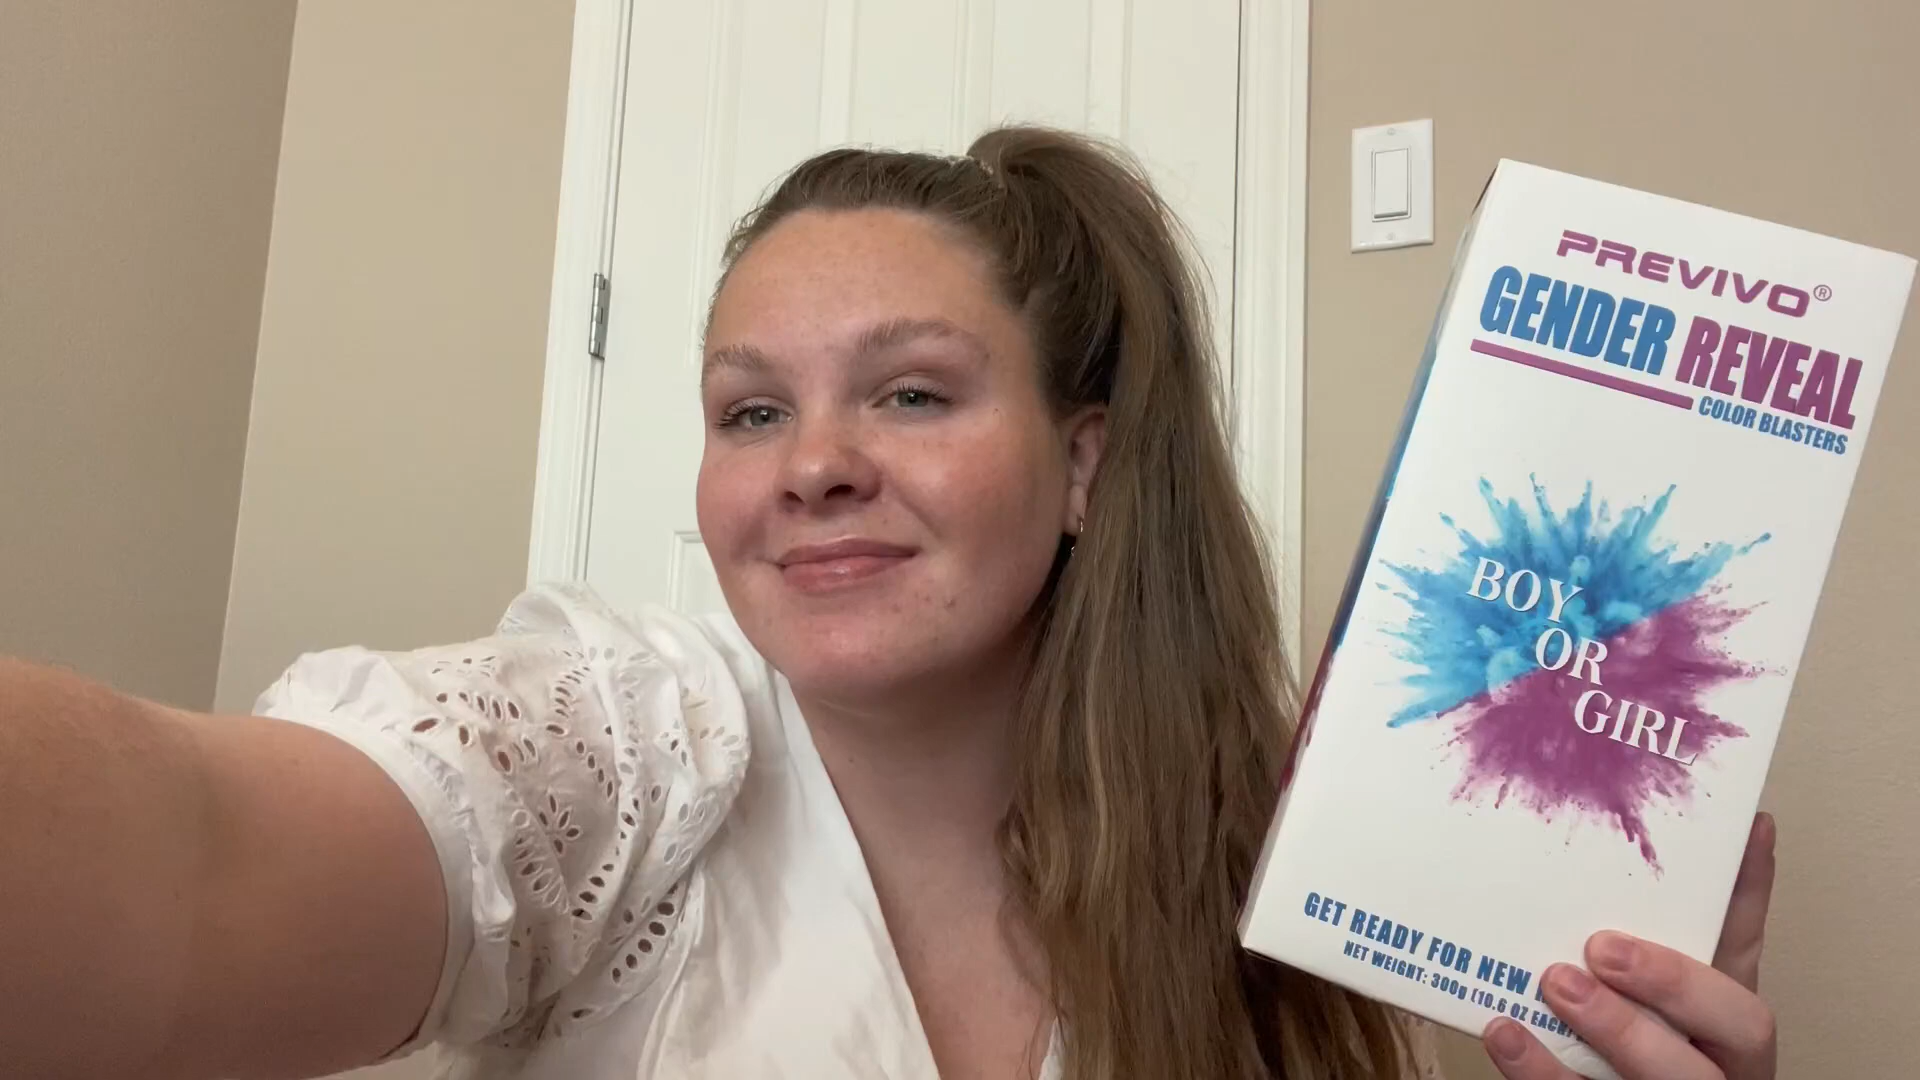 PREVIVO®
GENDER REVEAL
COLOR BLASTERS
BOY
OR
GIRL
GET READY FOR NEW
NET WEIGHT: 300g (10.6 OZ EACH